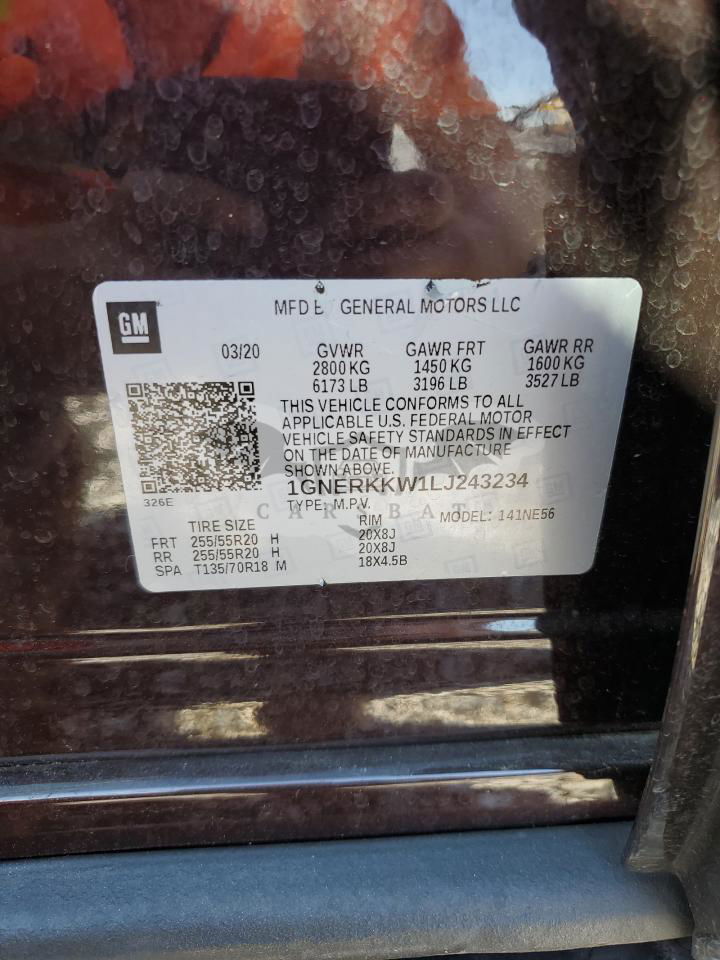 GM
MFD B GENERAL MOTORS LLC
03/20 GVWR GAWR FRT GAWR RR
2800 KG 1450 KG 1600 KG
6173 LB 3196 LB 3527 LB
THIS VEHICLE CONFORMS TO ALL
APPLICABLE U.S. FEDERAL MOTOR
VEHICLE SAFETY STANDARDS IN EFFECT
ON THE DATE OF MANUFACTURE
SHOWN ABOVE.
1GNERKKW1LJ243234
326E
TYPE: M.P.V.
CARSBAT
MODEL: 141NE56
TIRE SIZE RIM
FRT 255/55R20 H 20X8J
RR 255/55R20 H 20X8J
SPA T135/70R18 M 18X4.5B